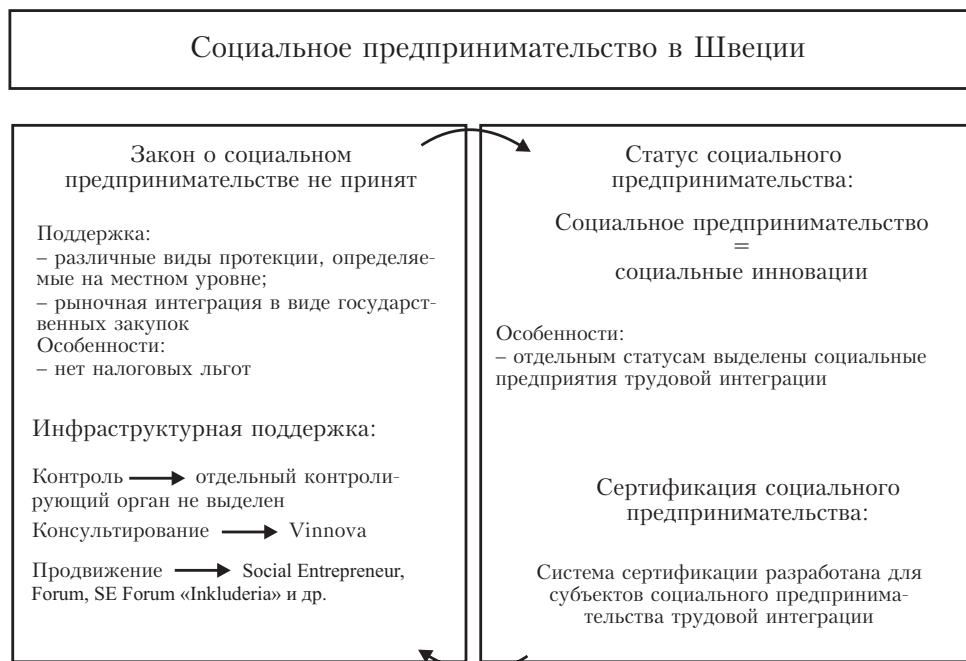 Социальное предпринимательство в Швеции
Закон о социальном
предпринимательстве не принят
Поддержка:
– различные виды протекции, определяе-
мые на местном уровне;
– рыночная интеграция в виде государст-
венных закупок
Особенности:
– нет налоговых льгот
Инфраструктурная поддержка:
Контроль → отдельный контроли-
рующий орган не выделен
Консультирование → Vinnova
Продвижение → Social Entrepreneur,
Forum, SE Forum «Inkluderia» и др.
Статус социального
предпринимательства:
Социальное предпринимательство
=
социальные инновации
Особенности:
– отдельным статусам выделены социальные
предприятия трудовой интеграции
Сертификация социального
предпринимательства:
Система сертификации разработана для
субъектов социального предпринима-
тельства трудовой интеграции